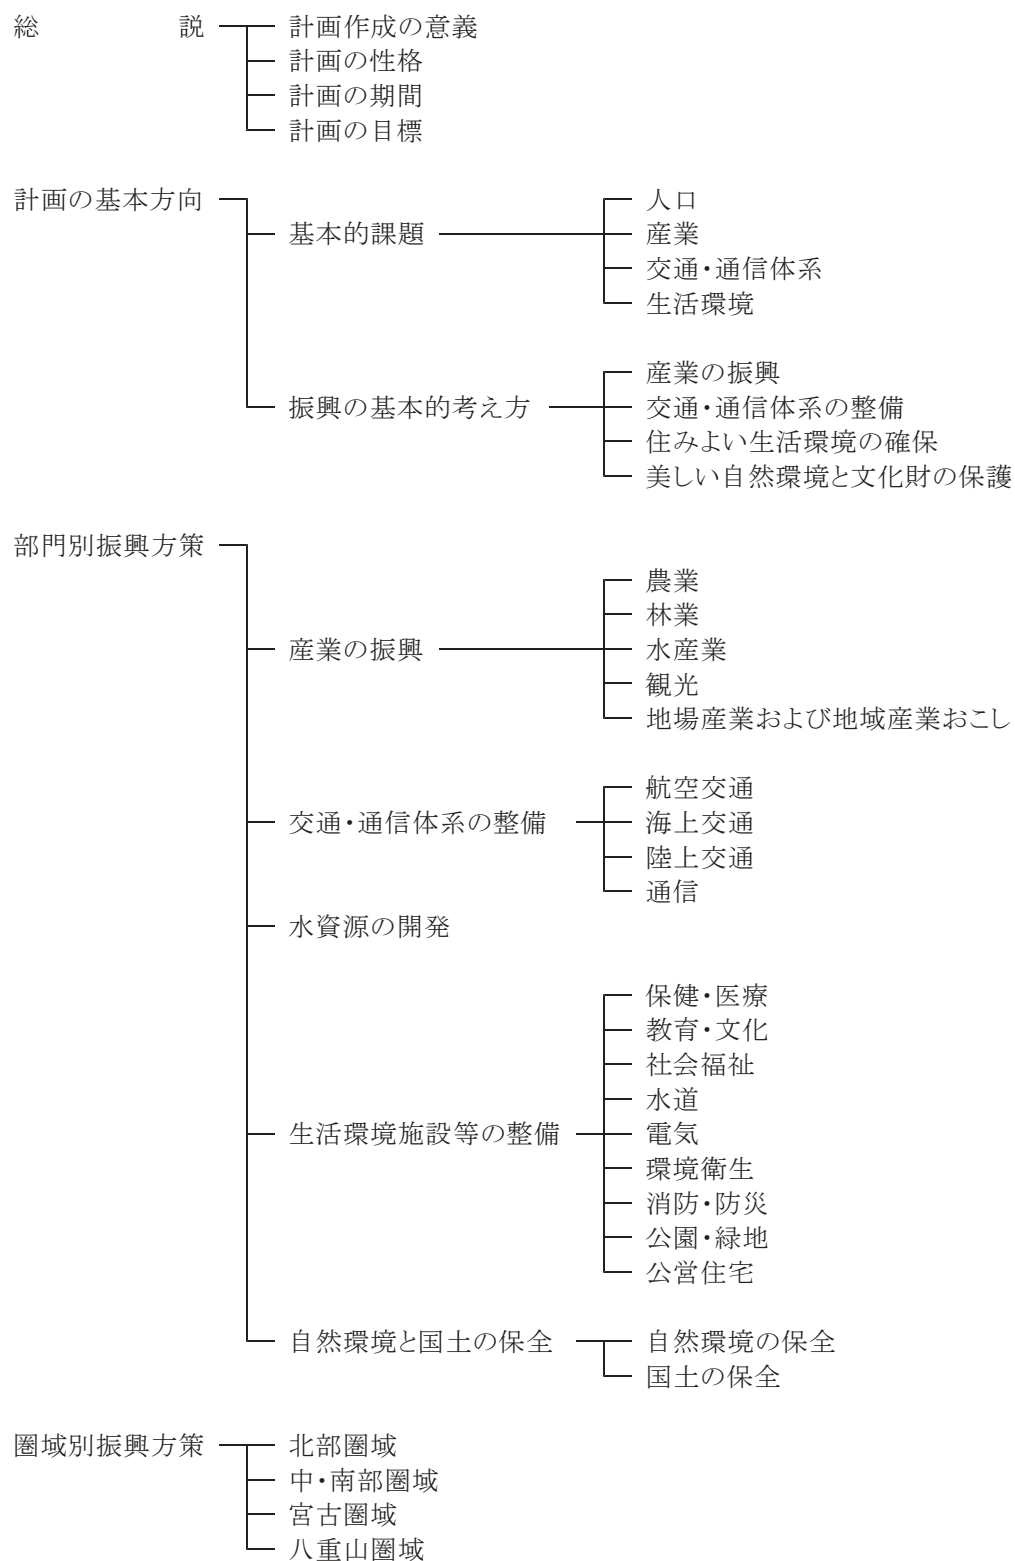 総説
計画作成の意義
計画の性格
計画の期間
計画の目標
計画の基本方向
基本的課題
人口
産業
交通・通信体系
生活環境
振興の基本的考え方
産業の振興
交通・通信体系の整備
住みよい生活環境の確保
美しい自然環境と文化財の保護
部門別振興方策
産業の振興
農業
林業
水産業
観光
地場産業および地域産業おこし
交通・通信体系の整備
航空交通
海上交通
陸上交通
通信
水資源の開発
生活環境施設等の整備
保健・医療
教育・文化
社会福祉
水道
電気
環境衛生
消防・防災
公園・緑地
公営住宅
自然環境と国土の保全
自然環境の保全
国土の保全
圏域別振興方策
北部圏域
中・南部圏域
宮古圏域
八重山圏域